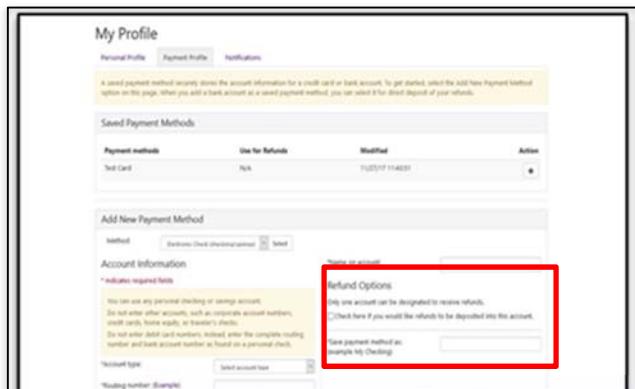 My Profile
Personal Profile Payment Profile Notifications
A saved payment method securely stores the account information for a credit card or bank account. To get started, select the Add New Payment Method
option on this page. When you add a bank account as a saved payment method, you can select it for direct deposit of your refunds.
Saved Payment Methods
Payment methods Use for Refunds Modified Action
Test Card N/A 11/27/17 11:40:51
Add New Payment Method
Method Electronic Check (checking/savings) Select
Account Information
* Indicates required fields
You can use any personal checking or savings account.
Do not enter other accounts, such as corporate account numbers,
credit cards, home equity, or traveler's checks.
Do not enter debit card numbers. Instead, enter the complete routing
number and bank account number as found on a personal check.
*Account type: Select account type
*Routing number: (Example)
*Name on account:
Refund Options
Only one account can be designated to receive refunds.
Check here if you would like refunds to be deposited into this account.
*Save payment method as:
(example My Checking)